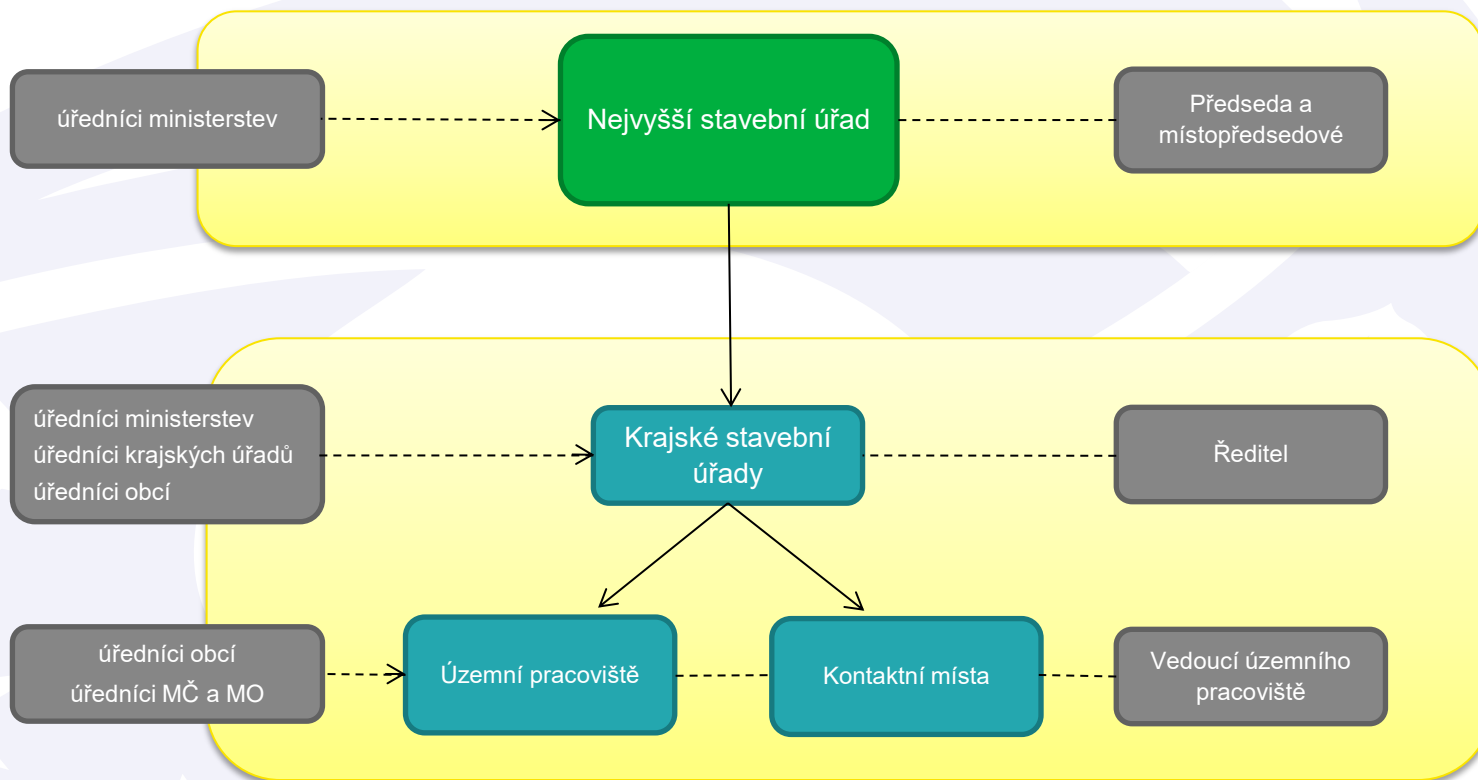 úředníci ministerstev
Nejvyšší stavební úřad
Předseda a
místopředsedové
úředníci ministerstev
úředníci krajských úřadů
úředníci obcí
Krajské stavební
úřady
Ředitel
úředníci obcí
úředníci MČ a MO
Územní pracoviště
Kontaktní místa
Vedoucí územního
pracoviště